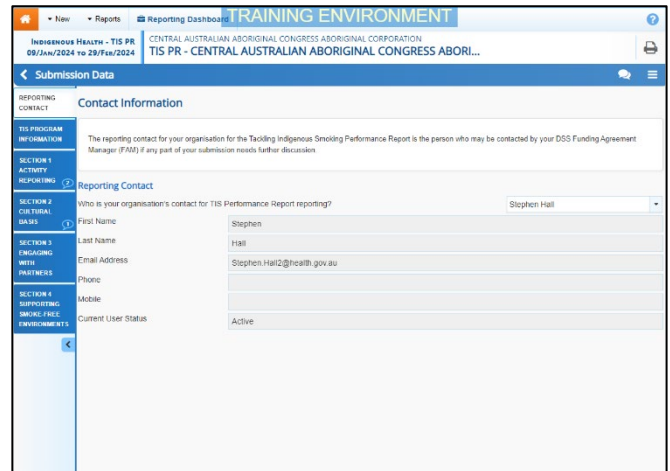 New Reports Reporting Dashboard TRAINING ENVIRONMENT ?
INDIGENOUS HEALTH - TIS PR
09/JAN/2024 TO 29/FEB/2024
CENTRAL AUSTRALIAN ABORIGINAL CONGRESS ABORIGINAL CORPORATION
TIS PR - CENTRAL AUSTRALIAN ABORIGINAL CONGRESS ABORI...
Submission Data
REPORTING
CONTACT
TIS PROGRAM
INFORMATION
SECTION 1
ACTIVITY
REPORTING 2
SECTION 2
CULTURAL
BASIS 1
SECTION 3
ENGAGING
WITH
PARTNERS
SECTION 4
SUPPORTING
SMOKE-FREE
ENVIRONMENTS
Contact Information
The reporting contact for your organisation for the Tackling Indigenous Smoking Performance Report is the person who may be contacted by your DSS Funding Agreement
Manager (FAM) if any part of your submission needs further discussion.
Reporting Contact
Who is your organisation's contact for TIS Performance Report reporting? Stephen Hall
First Name Stephen
Last Name Hall
Email Address Stephen.Hall2@health.gov.au
Phone
Mobile
Current User Status Active